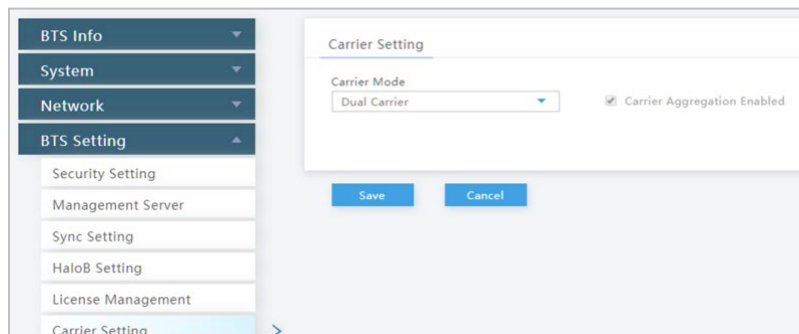 BTS Info
System
Network
BTS Setting
Security Setting
Management Server
Sync Setting
HaloB Setting
License Management
Carrier Setting
Carrier Setting
Carrier Mode
Dual Carrier
Carrier Aggregation Enabled
Save
Cancel